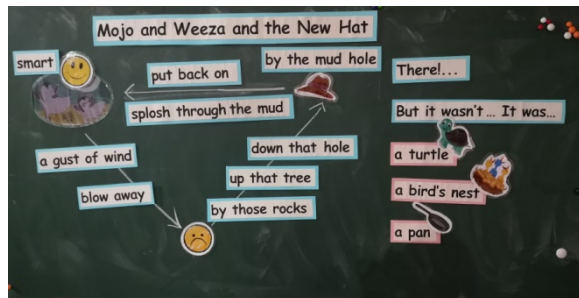 Mojo and Weeza and the New Hat
smart
put back on
by the mud hole
splosh through the mud
a gust of wind
blow away
down that hole
up that tree
by those rocks
There!...
But it wasn't ... It was...
a turtle
a bird's nest
a pan